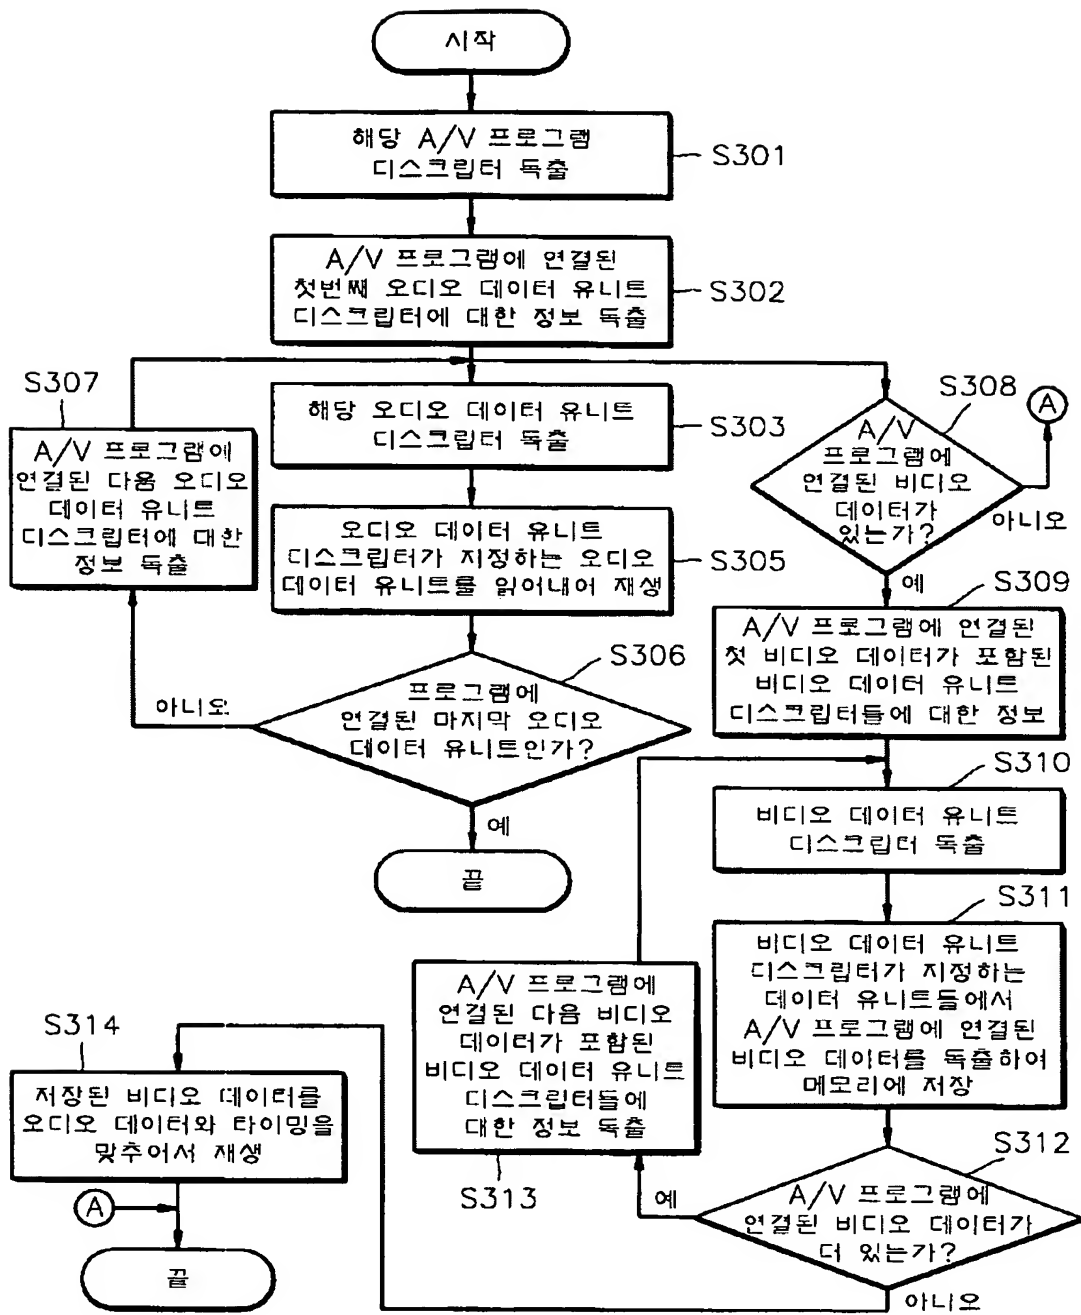 시작
해당 A/V 프로그램
디스크립터 독출
S301
A/V 프로그램에 연결된
첫번째 오디오 데이터 유니트
디스크립터에 대한 정보 독출
S302
S307
A/V 프로그램에
연결된 다음 오디오
데이터 유니트
디스크립터에 대한
정보 독출
해당 오디오 데이터 유니트
디스크립터 독출
S303
오디오 데이터 유니트
디스크립터가 지정하는 오디오
데이터 유니트를 읽어내어 재생
S305
프로그램에
연결된 마지막 오디오
데이터 유니트인가?
S306
아니오
예
끝
S308
A/V
프로그램에
연결된 비디오
데이터가
있는가?
아니오
A
예
S309
A/V 프로그램에 연결된
첫 비디오 데이터가 포함된
비디오 데이터 유니트
디스크립터들에 대한 정보
S310
비디오 데이터 유니트
디스크립터 독출
S311
비디오 데이터 유니트
디스크립터가 지정하는
데이터 유니트들에서
A/V 프로그램에 연결된
비디오 데이터를 독출하여
메모리에 저장
S312
A/V 프로그램에
연결된 비디오 데이터가
더 있는가?
예
아니오
A/V 프로그램에
연결된 다음 비디오
데이터가 포함된
비디오 데이터 유니트
디스크립터들에
대한 정보 독출
S313
S314
저장된 비디오 데이터를
오디오 데이터와 타이밍을
맞추어서 재생
A
끝